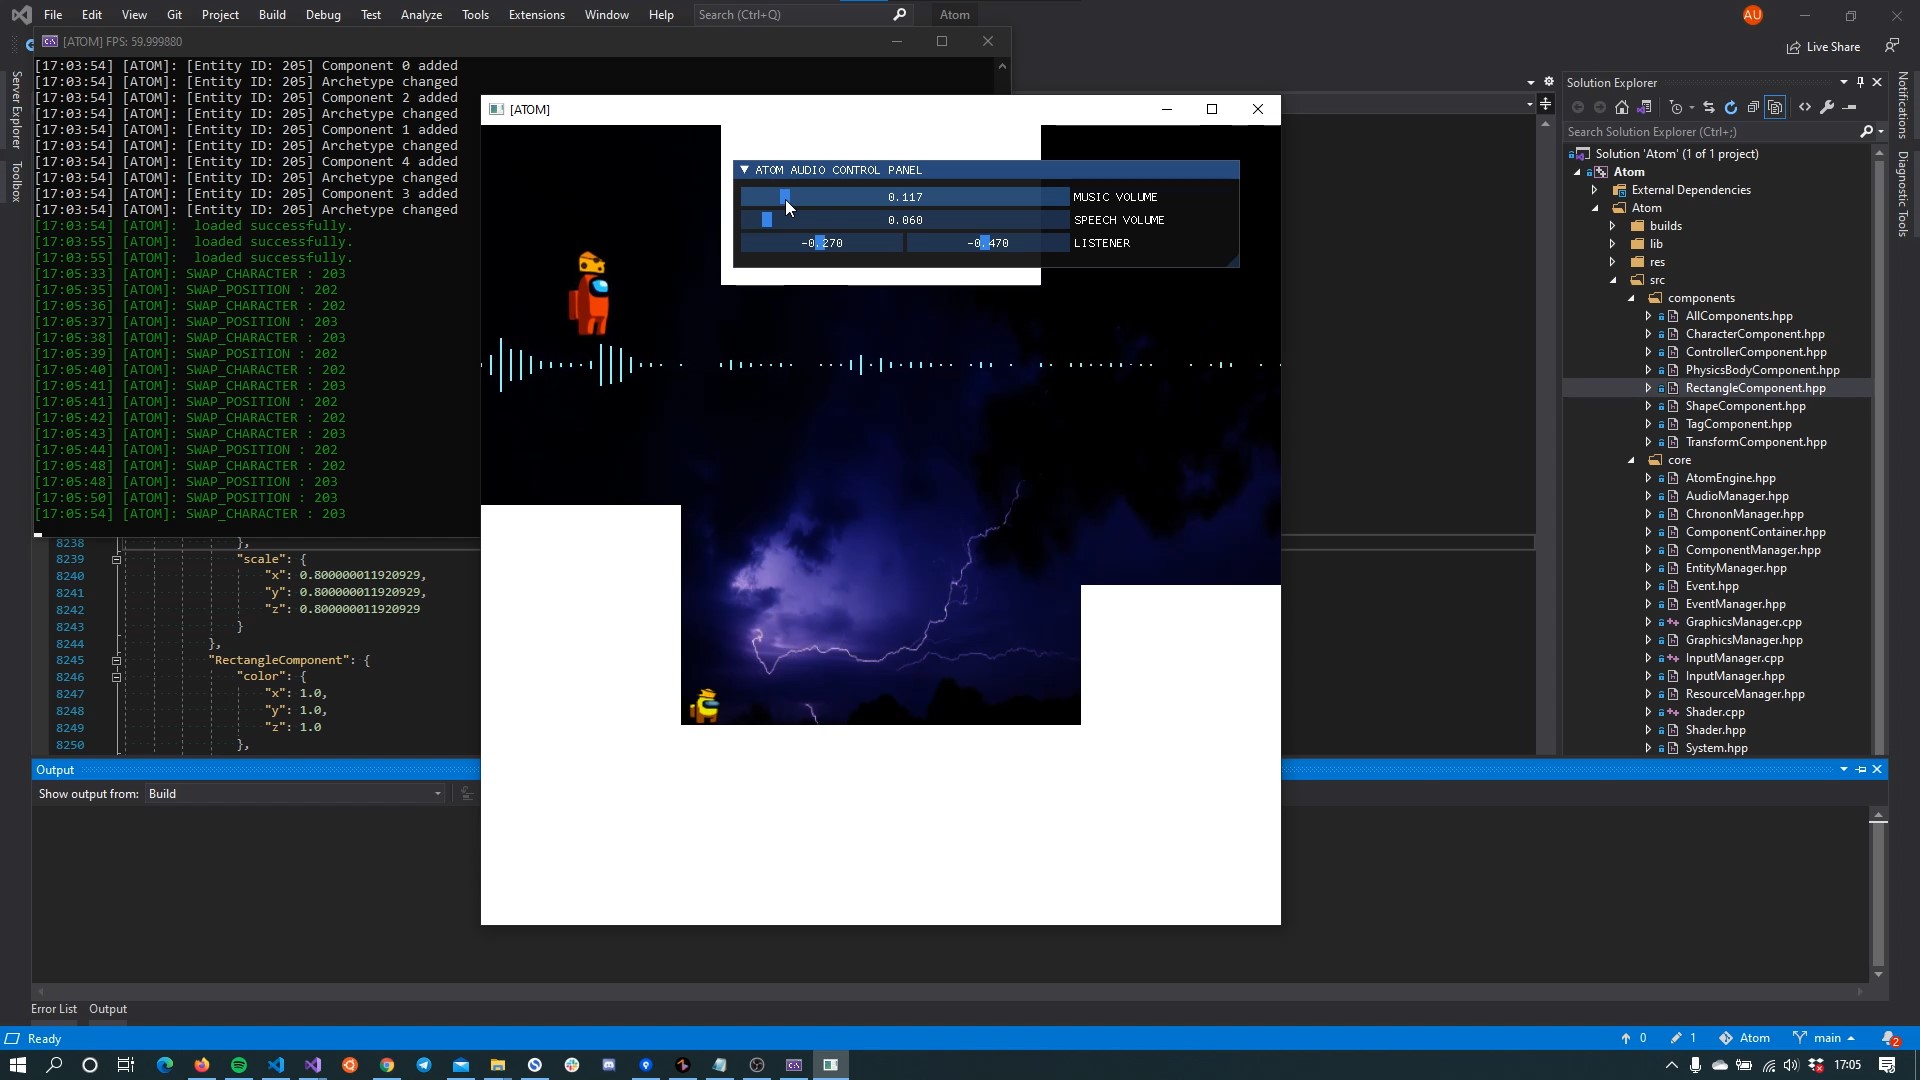 File Edit View Git Project Build Debug Test Analyze Tools Extensions Window Help Search (Ctrl+Q) Atom AU
[ATOM] FPS: 59.999880
Live Share
[17:03:54] [ATOM]: [Entity ID: 205] Component 0 added
[17:03:54] [ATOM]: [Entity ID: 205] Archetype changed
[17:03:54] [ATOM]: [Entity ID: 205] Component 2 added
[17:03:54] [ATOM]: [Entity ID: 205] Archetype changed
[17:03:54] [ATOM]: [Entity ID: 205] Component 1 added
[17:03:54] [ATOM]: [Entity ID: 205] Archetype changed
[17:03:54] [ATOM]: [Entity ID: 205] Component 4 added
[17:03:54] [ATOM]: [Entity ID: 205] Archetype changed
[17:03:54] [ATOM]: [Entity ID: 205] Component 3 added
[17:03:54] [ATOM]: [Entity ID: 205] Archetype changed
[17:03:54] [ATOM]:  loaded successfully.
[17:03:55] [ATOM]:  loaded successfully.
[17:03:55] [ATOM]:  loaded successfully.
[17:05:33] [ATOM]: SWAP_CHARACTER : 203
[17:05:35] [ATOM]: SWAP_POSITION : 202
[17:05:36] [ATOM]: SWAP_CHARACTER : 202
[17:05:37] [ATOM]: SWAP_POSITION : 203
[17:05:38] [ATOM]: SWAP_CHARACTER : 203
[17:05:39] [ATOM]: SWAP_POSITION : 202
[17:05:40] [ATOM]: SWAP_CHARACTER : 202
[17:05:41] [ATOM]: SWAP_CHARACTER : 203
[17:05:41] [ATOM]: SWAP_POSITION : 202
[17:05:42] [ATOM]: SWAP_CHARACTER : 202
[17:05:43] [ATOM]: SWAP_CHARACTER : 203
[17:05:44] [ATOM]: SWAP_POSITION : 202
[17:05:48] [ATOM]: SWAP_CHARACTER : 202
[17:05:48] [ATOM]: SWAP_POSITION : 203
[17:05:50] [ATOM]: SWAP_POSITION : 203
[17:05:54] [ATOM]: SWAP_CHARACTER : 203
Server Explorer
Toolbox
[ATOM]
ATOM AUDIO CONTROL PANEL
0.117 MUSIC VOLUME
0.060 SPEECH VOLUME
-0.270 -0.470 LISTENER
8238 },
8239 "scale": {
8240 "x": 0.800000011920929,
8241 "y": 0.800000011920929,
8242 "z": 0.800000011920929
8243 }
8244 },
8245 "RectangleComponent": {
8246 "color": {
8247 "x": 1.0,
8248 "y": 1.0,
8249 "z": 1.0
8250 },
Solution Explorer
Search Solution Explorer (Ctrl+;)
Solution 'Atom' (1 of 1 project)
Atom
External Dependencies
Atom
builds
lib
res
src
components
AllComponents.hpp
CharacterComponent.hpp
ControllerComponent.hpp
PhysicsBodyComponent.hpp
RectangleComponent.hpp
ShapeComponent.hpp
TagComponent.hpp
TransformComponent.hpp
core
AtomEngine.hpp
AudioManager.hpp
ChrononManager.hpp
ComponentContainer.hpp
ComponentManager.hpp
EntityManager.hpp
Event.hpp
EventManager.hpp
GraphicsManager.cpp
GraphicsManager.hpp
InputManager.cpp
InputManager.hpp
ResourceManager.hpp
Shader.cpp
Shader.hpp
System.hpp
Notifications
Diagnostic Tools
Output
Show output from: Build
Error List Output
Ready 0 1 Atom main 2
17:05